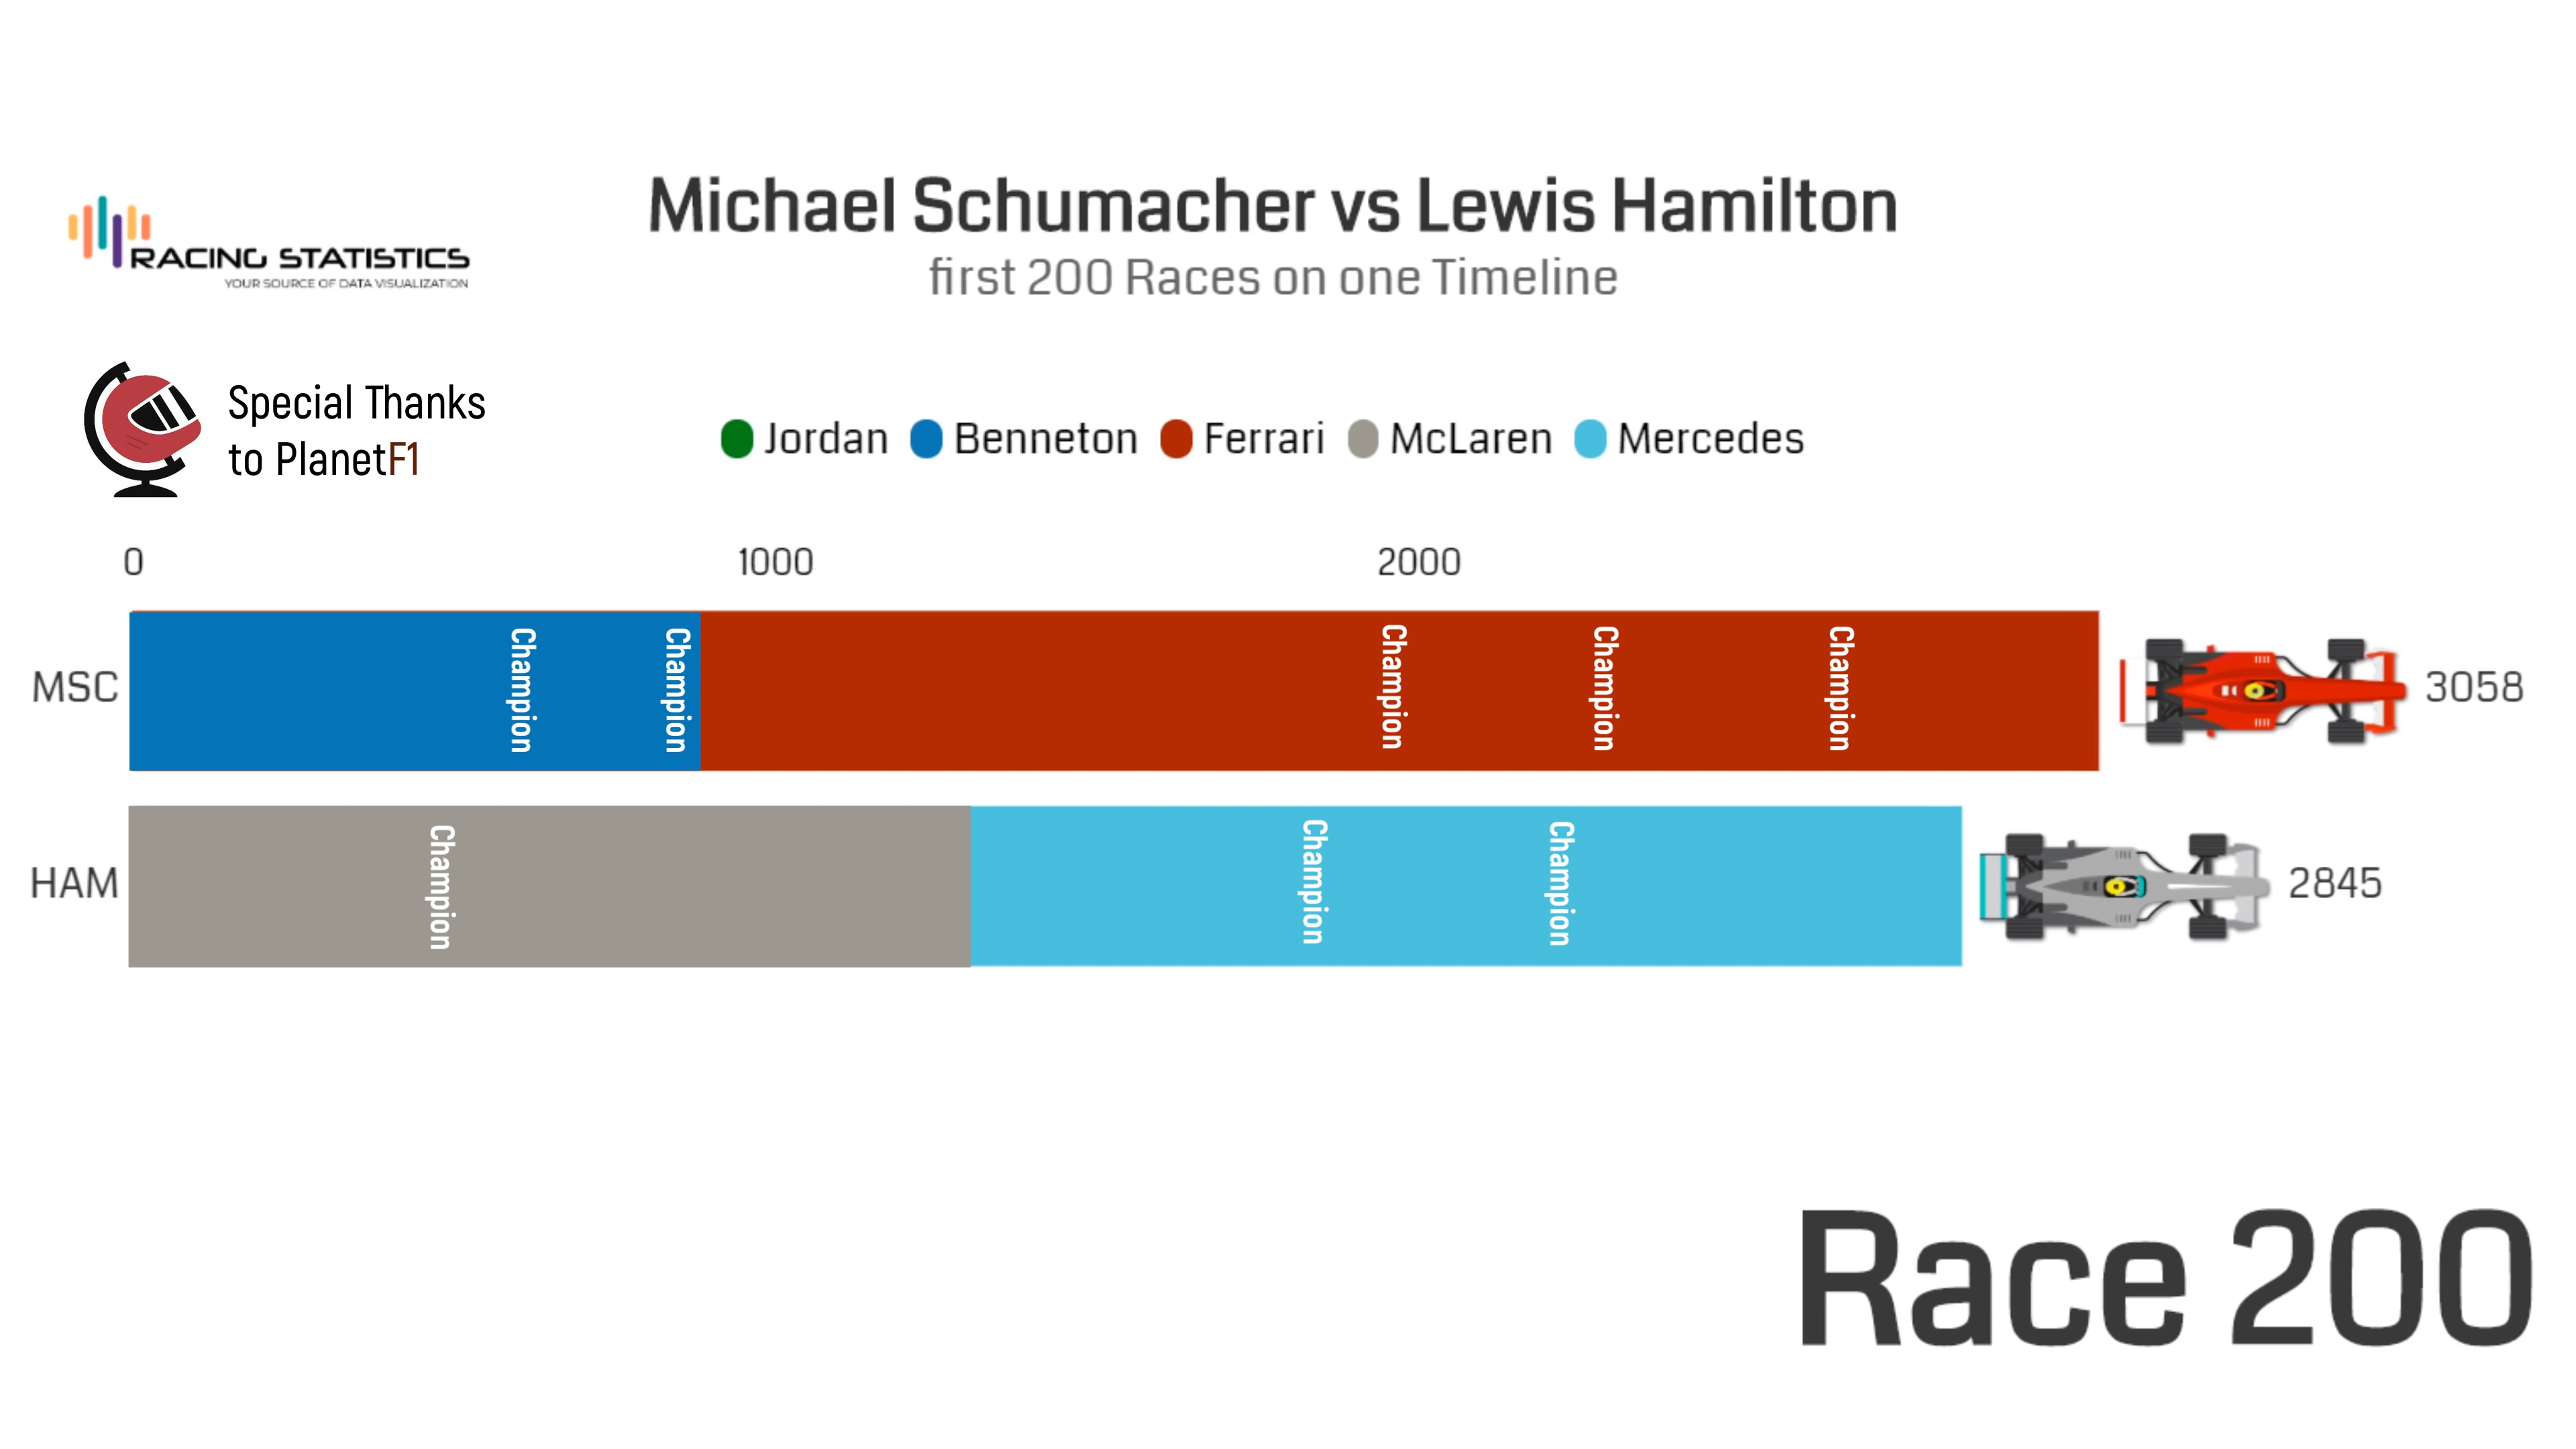 Michael Schumacher vs Lewis Hamilton
first 200 Races on one Timeline
RACING STATISTICS
YOUR SOURCE OF DATA VISUALIZATION
Special Thanks
to PlanetF1
Jordan Benneton Ferrari McLaren Mercedes
0 1000 2000
MSC Champion Champion Champion Champion Champion 3058
HAM Champion Champion Champion 2845
Race 200